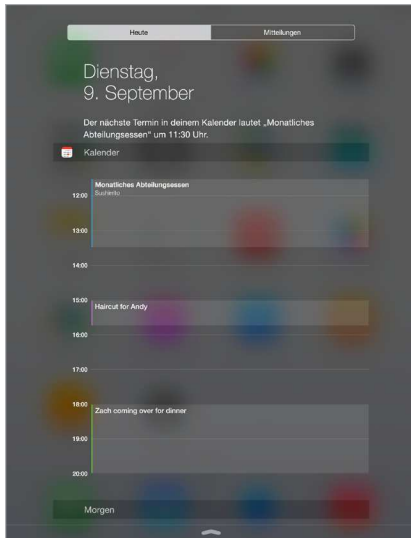 Heute
Mitteilungen
Dienstag,
9. September
Der nächste Termin in deinem Kalender lautet „Monatliches
Abteilungsessen“ um 11:30 Uhr.
Kalender
Monatliches Abteilungsessen
Sushirrito
12:00
13:00
14:00
15:00
Haircut for Andy
16:00
17:00
18:00
Zach coming over for dinner
19:00
20:00
Morgen